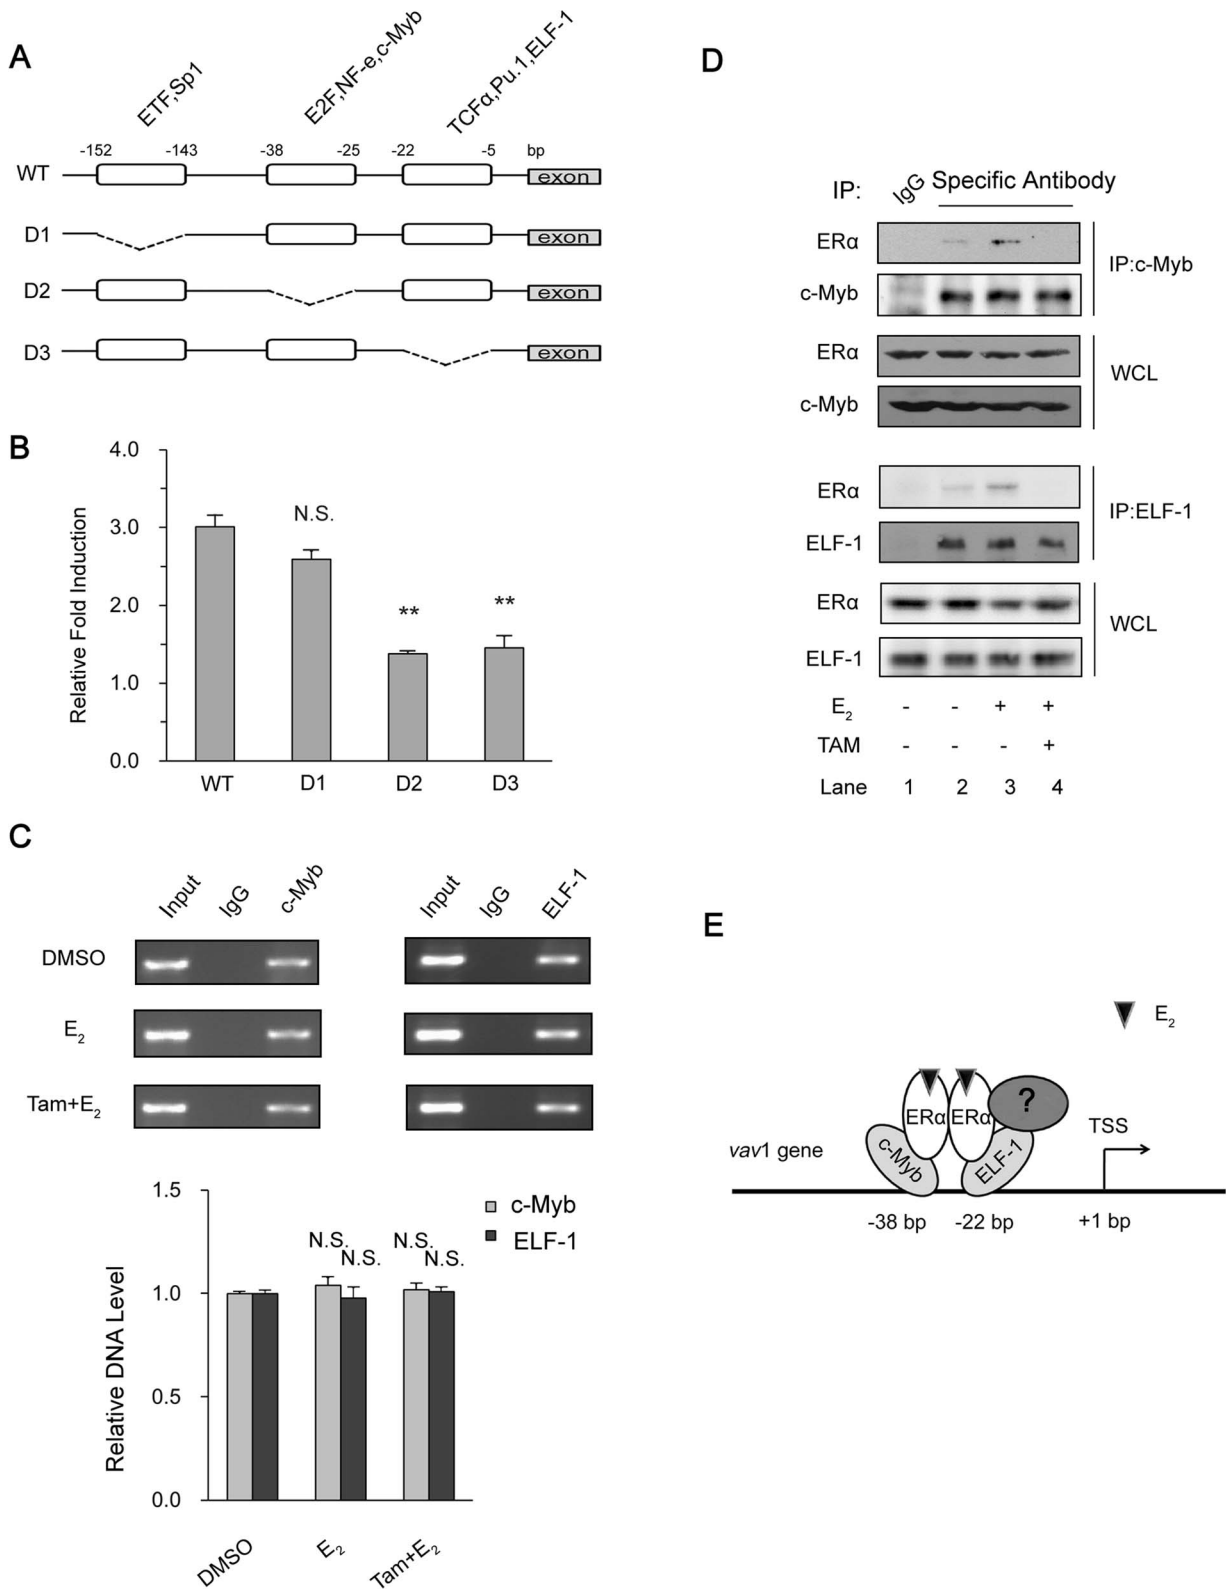 A
ETF,Sp1
E2F,NF-e,c-Myb
TCFα,Pu.1,ELF-1
-152 -143 -38 -25 -22 -5 bp
WT exon
D1 exon
D2 exon
D3 exon
B
Relative Fold Induction
4.0
3.0
2.0
1.0
0.0
N.S.
**
**
WT D1 D2 D3
C
Input IgG c-Myb
Input IgG ELF-1
DMSO
E2
Tam+E2
Relative DNA Level
1.5
1.0
0.5
0.0
c-Myb
ELF-1
N.S.
N.S.
N.S.
N.S.
DMSO E2 Tam+E2
D
IP: IgG Specific Antibody
ERα
c-Myb
IP:c-Myb
ERα
c-Myb
WCL
ERα
ELF-1
IP:ELF-1
ERα
ELF-1
WCL
E2 - - + +
TAM - - - +
Lane 1 2 3 4
E
E2
ERα ERα ?
c-Myb ELF-1
TSS
vav1 gene
-38 bp -22 bp +1 bp